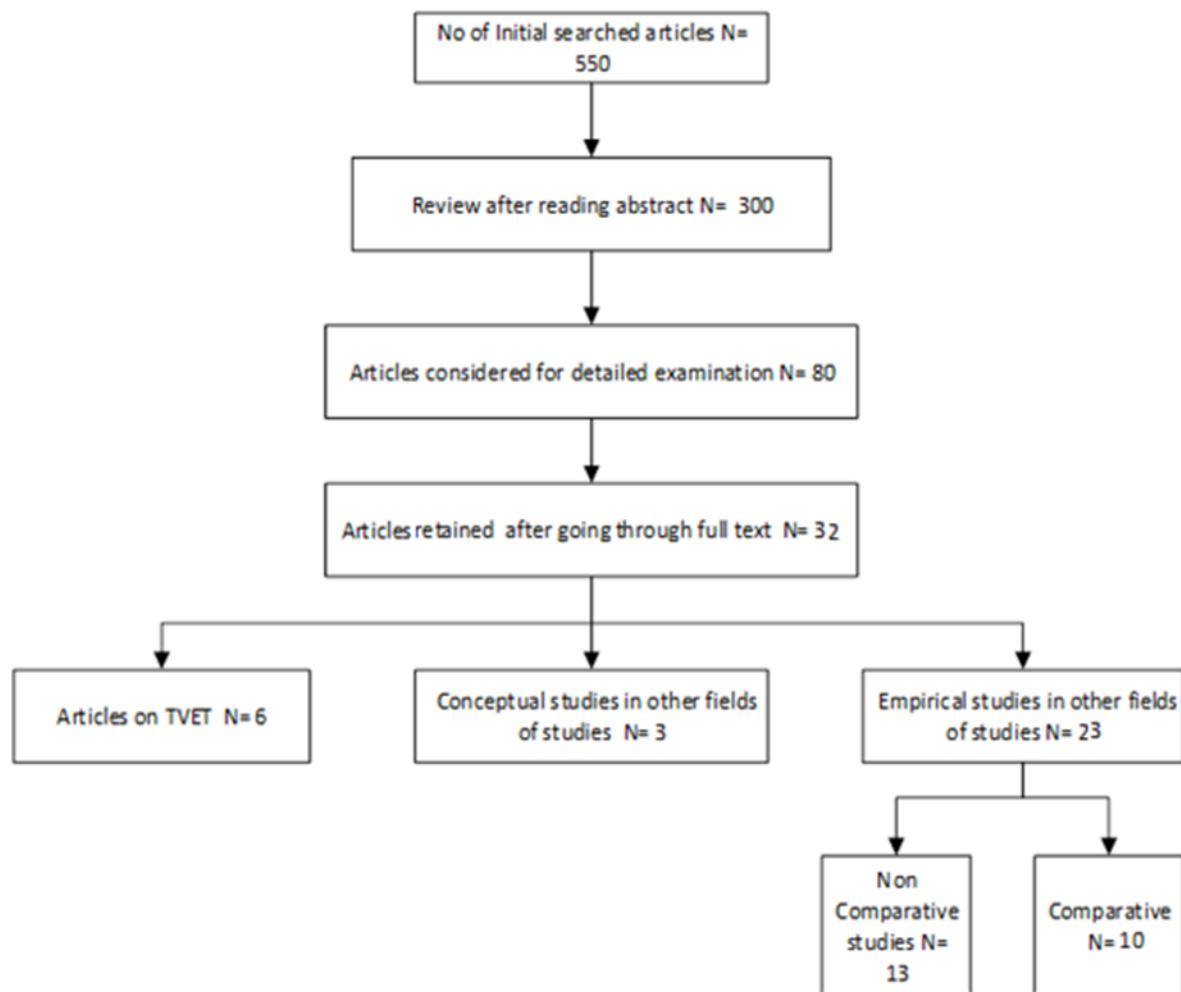 No of Initial searched articles N=
550
Review after reading abstract N= 300
Articles considered for detailed examination N= 80
Articles retained after going through full text N= 32
Articles on TVET N= 6
Conceptual studies in other fields
of studies N= 3
Empirical studies in other fields
of studies N= 23
Non
Comparative
studies N=
13
Comparative
N= 10